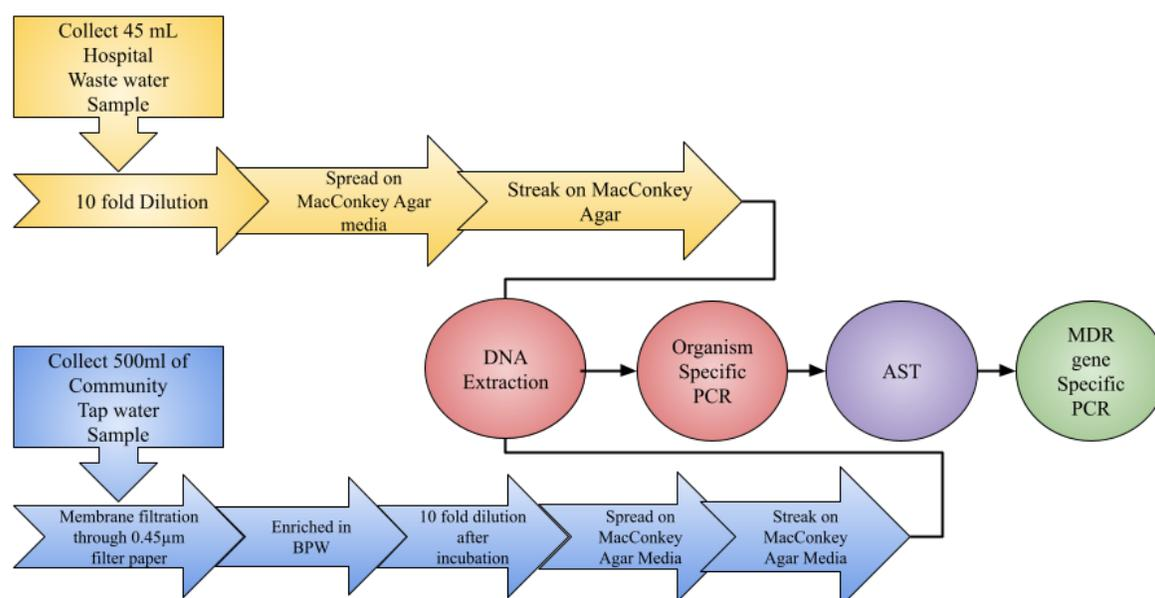 Collect 45 mL
Hospital
Waste water
Sample
10 fold Dilution
Spread on
MacConkey Agar
media
Streak on MacConkey
Agar
DNA
Extraction
Organism
Specific
PCR
AST
MDR
gene
Specific
PCR
Collect 500ml of
Community
Tap water
Sample
Membrane filtration
through 0.45µm
filter paper
Enriched in
BPW
10 fold dilution
after
incubation
Spread on
MacConkey
Agar Media
Streak on
MacConkey
Agar Media